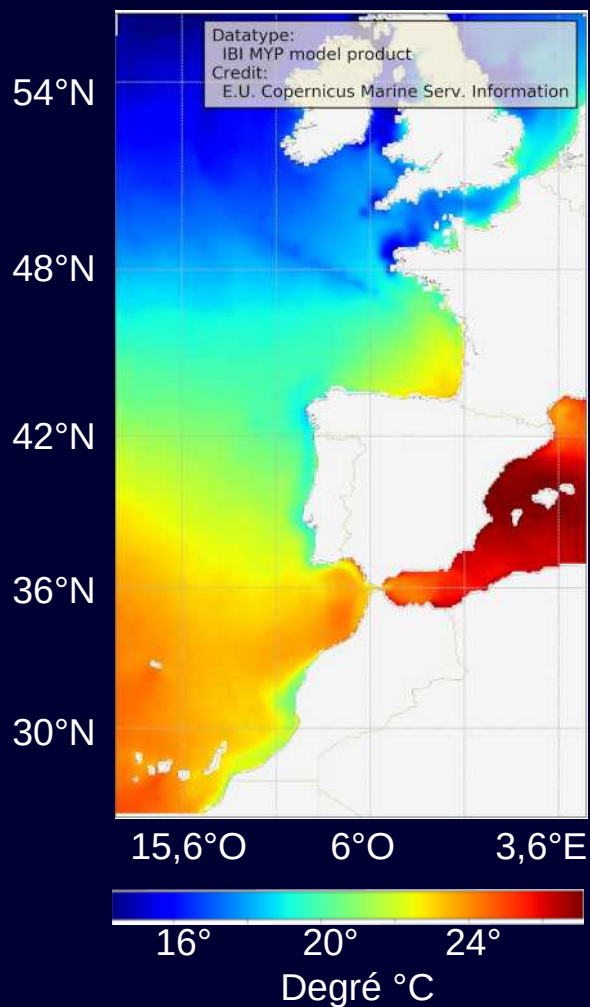 Datatype:
IBI MYP model product
Credit:
E.U. Copernicus Marine Serv. Information
54°N
48°N
42°N
36°N
30°N
15,6°O 6°O 3,6°E
16° 20° 24°
Degré °C